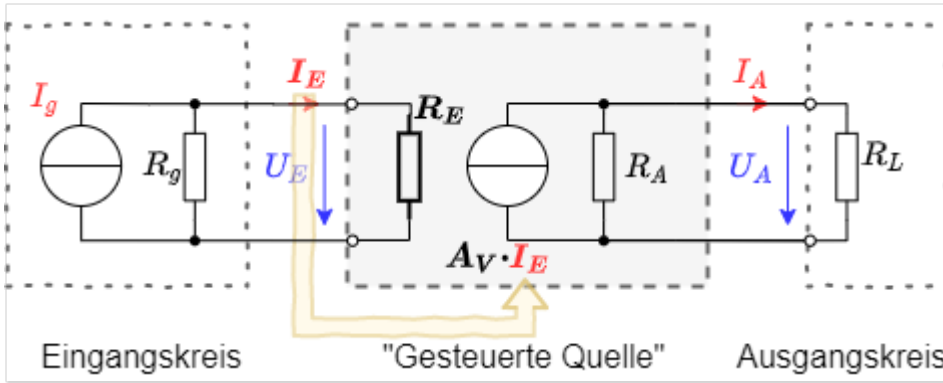 I_E
I_A
I_g
R_E
R_g
U_E
R_A
U_A
R_L
A_V·I_E
Eingangskreis
"Gesteuerte Quelle"
Ausgangskreis